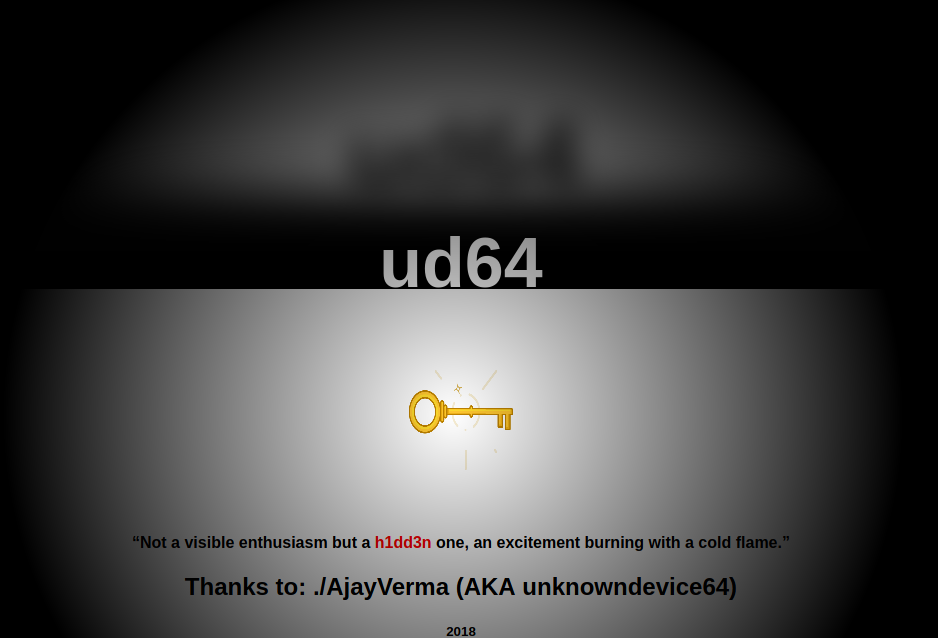 ud64
“Not a visible enthusiasm but a h1dd3n one, an excitement burning with a cold flame.”
Thanks to: ./AjayVerma (AKA unknowndevice64)
2018